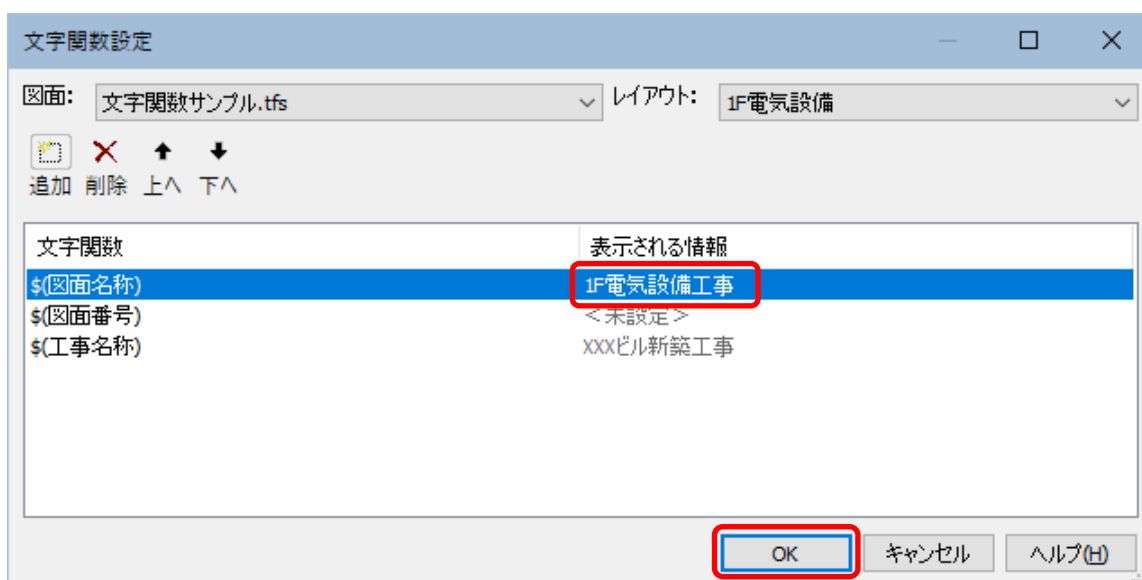 文字関数設定
図面: 文字関数サンプル.tfs レイアウト: 1F電気設備
追加 削除 上へ 下へ
文字関数 表示される情報
$(図面名称) 1F電気設備工事
$(図面番号) <未設定>
$(工事名称) XXXビル新築工事
OK キャンセル ヘルプ(H)